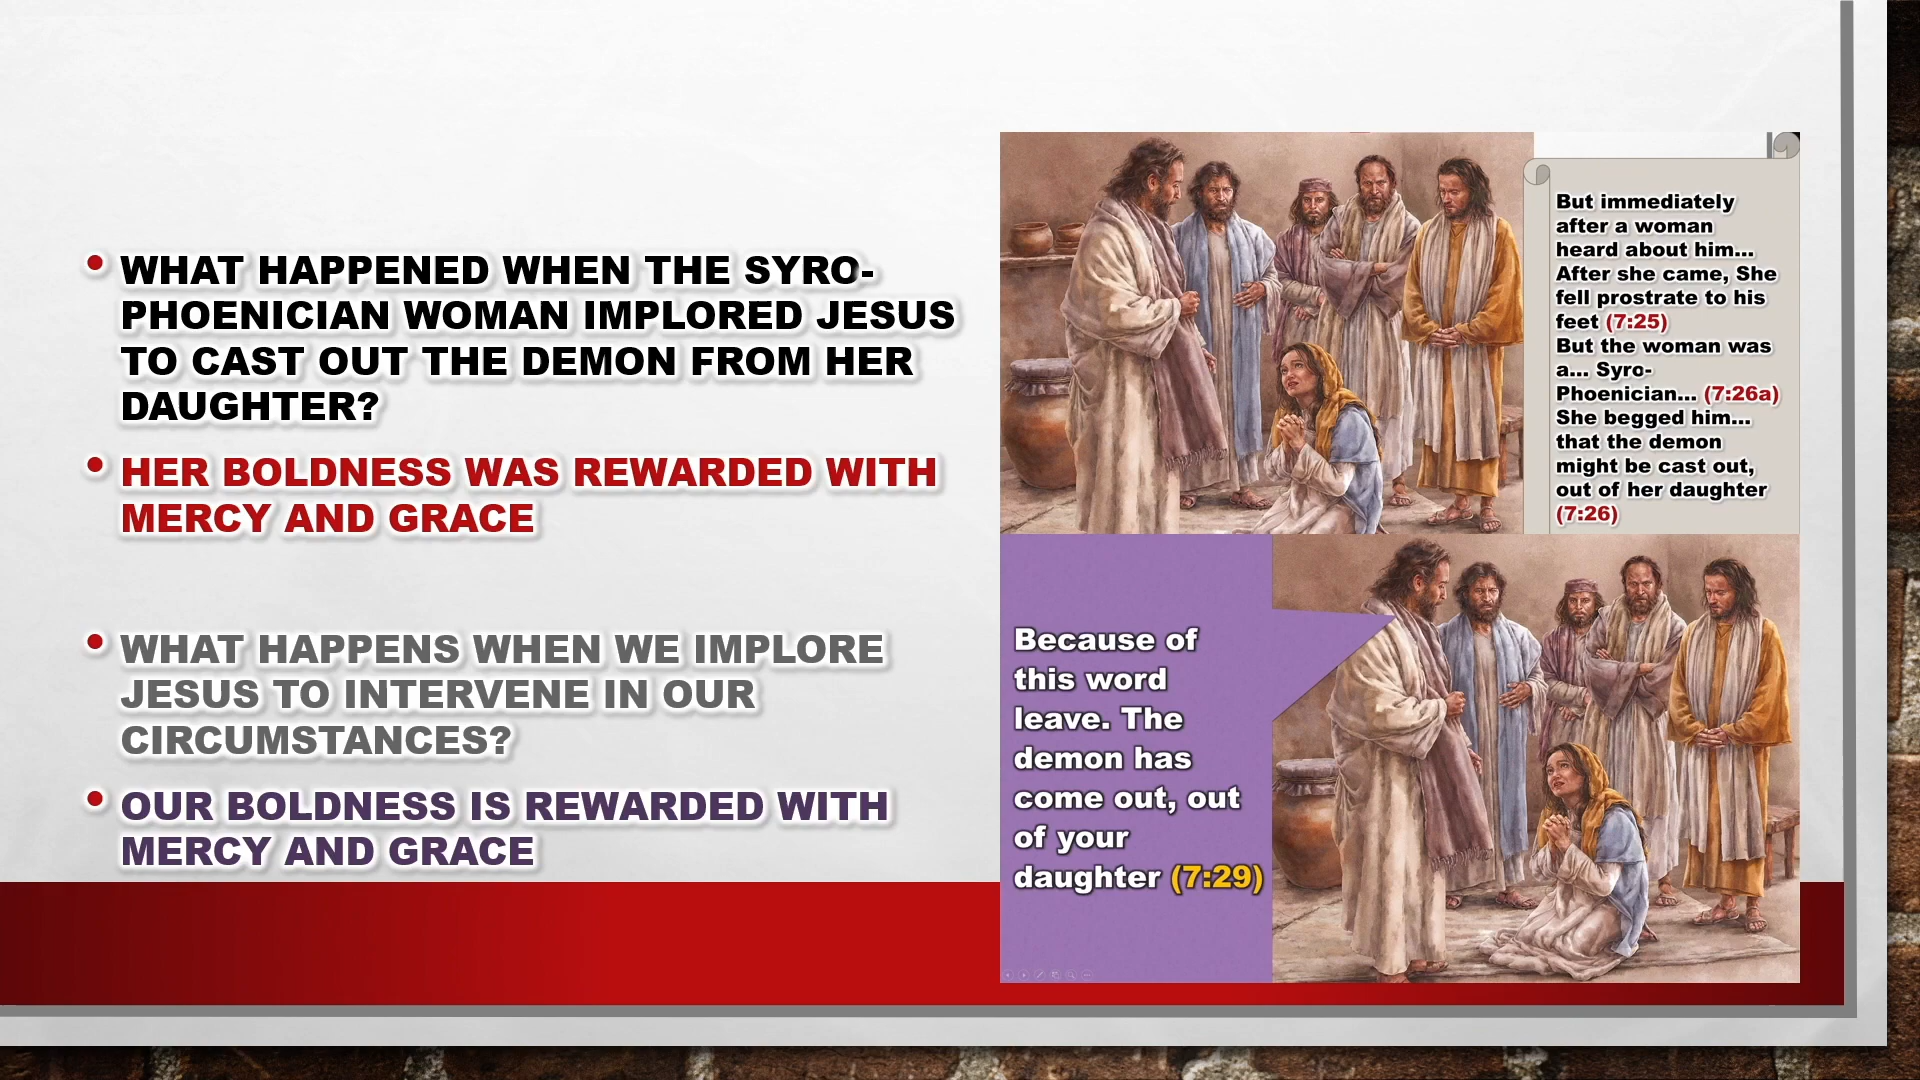 • WHAT HAPPENED WHEN THE SYRO-
PHOENICIAN WOMAN IMPLORED JESUS
TO CAST OUT THE DEMON FROM HER
DAUGHTER?
• HER BOLDNESS WAS REWARDED WITH
MERCY AND GRACE
• WHAT HAPPENS WHEN WE IMPLORE
JESUS TO INTERVENE IN OUR
CIRCUMSTANCES?
• OUR BOLDNESS IS REWARDED WITH
MERCY AND GRACE
But immediately
after a woman
heard about him...
After she came, She
fell prostrate to his
feet (7:25)
But the woman was
a... Syro-
Phoenician... (7:26a)
She begged him...
that the demon
might be cast out,
out of her daughter
(7:26)
Because of
this word
leave. The
demon has
come out, out
of your
daughter (7:29)